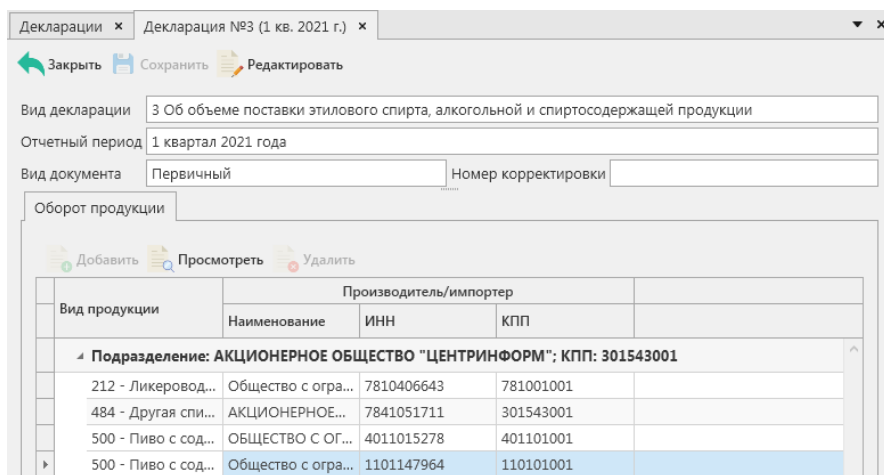 Декларации × Декларация №3 (1 кв. 2021 г.) ×
Закрыть Сохранить Редактировать
Вид декларации 3 Об объеме поставки этилового спирта, алкогольной и спиртосодержащей продукции
Отчетный период 1 квартал 2021 года
Вид документа Первичный Номер корректировки
Оборот продукции
Добавить Просмотреть Удалить
Вид продукции Производитель/импортер
Наименование ИНН КПП
Подразделение: АКЦИОНЕРНОЕ ОБЩЕСТВО "ЦЕНТРИНФОРМ"; КПП: 301543001
212 - Ликеровод... Общество с огра... 7810406643 781001001
484 - Другая спи... АКЦИОНЕРНОЕ... 7841051711 301543001
500 - Пиво с сод... ОБЩЕСТВО С ОГ... 4011015278 401101001
500 - Пиво с сод... Общество с огра... 1101147964 110101001